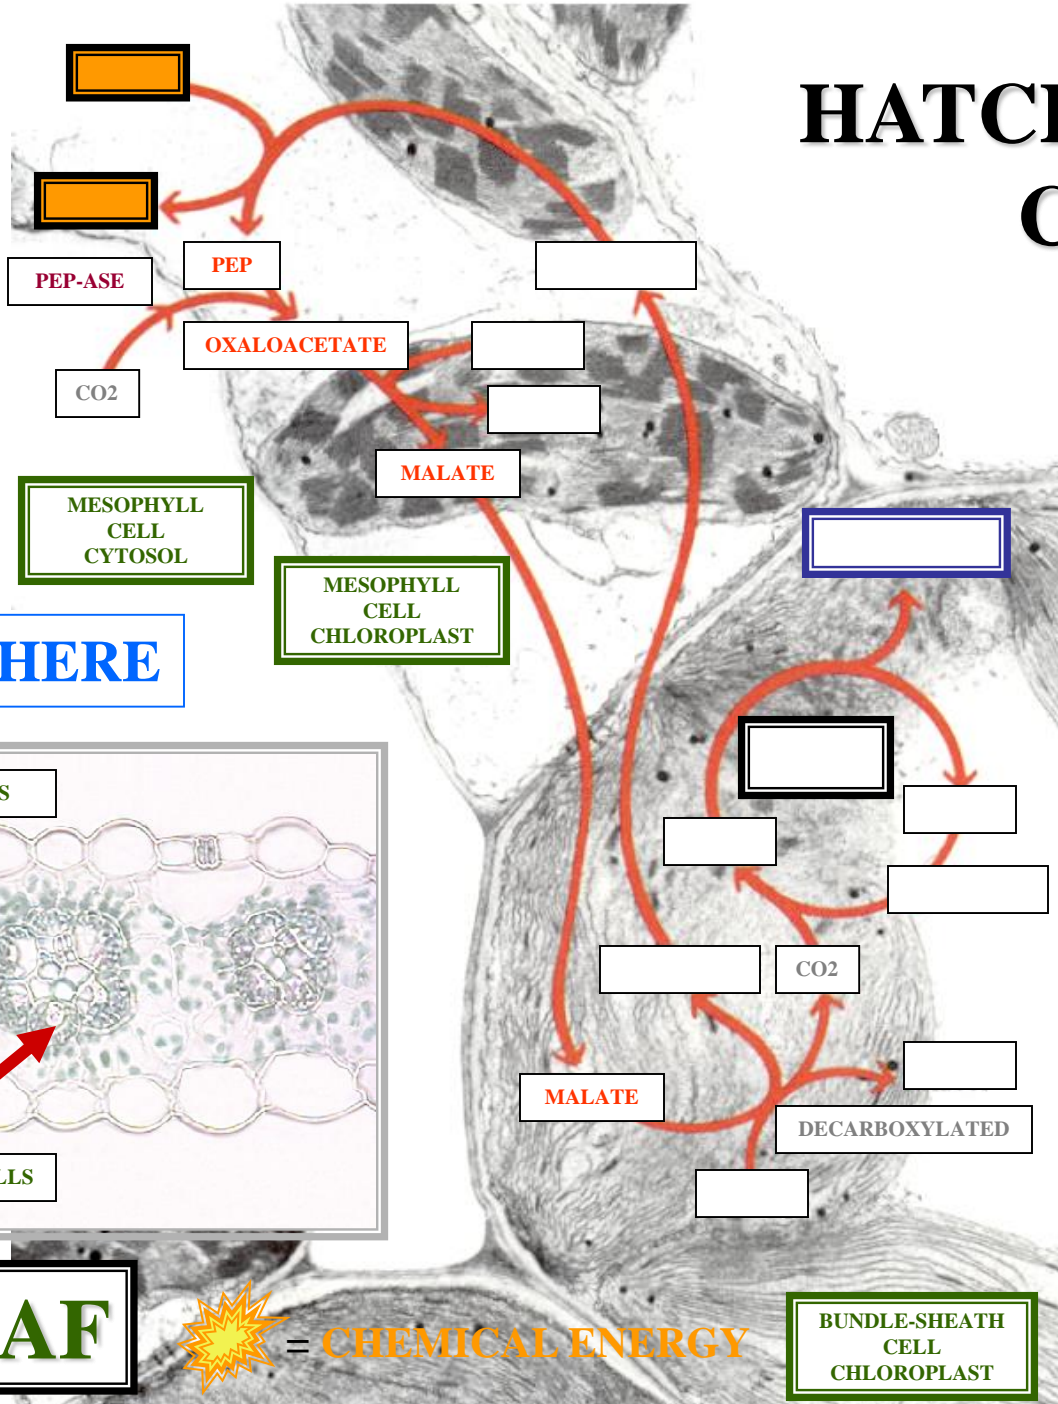 HATC
C
PEP-ASE
PEP
OXALOACETATE
CO2
MALATE
MESOPHYLL
CELL
CYTOSOL
MESOPHYLL
CELL
CHLOROPLAST
HERE
S
CO2
MALATE
DECARBOXYLATED
LLS
AF
= CHEMICAL ENERGY
BUNDLE-SHEATH
CELL
CHLOROPLAST